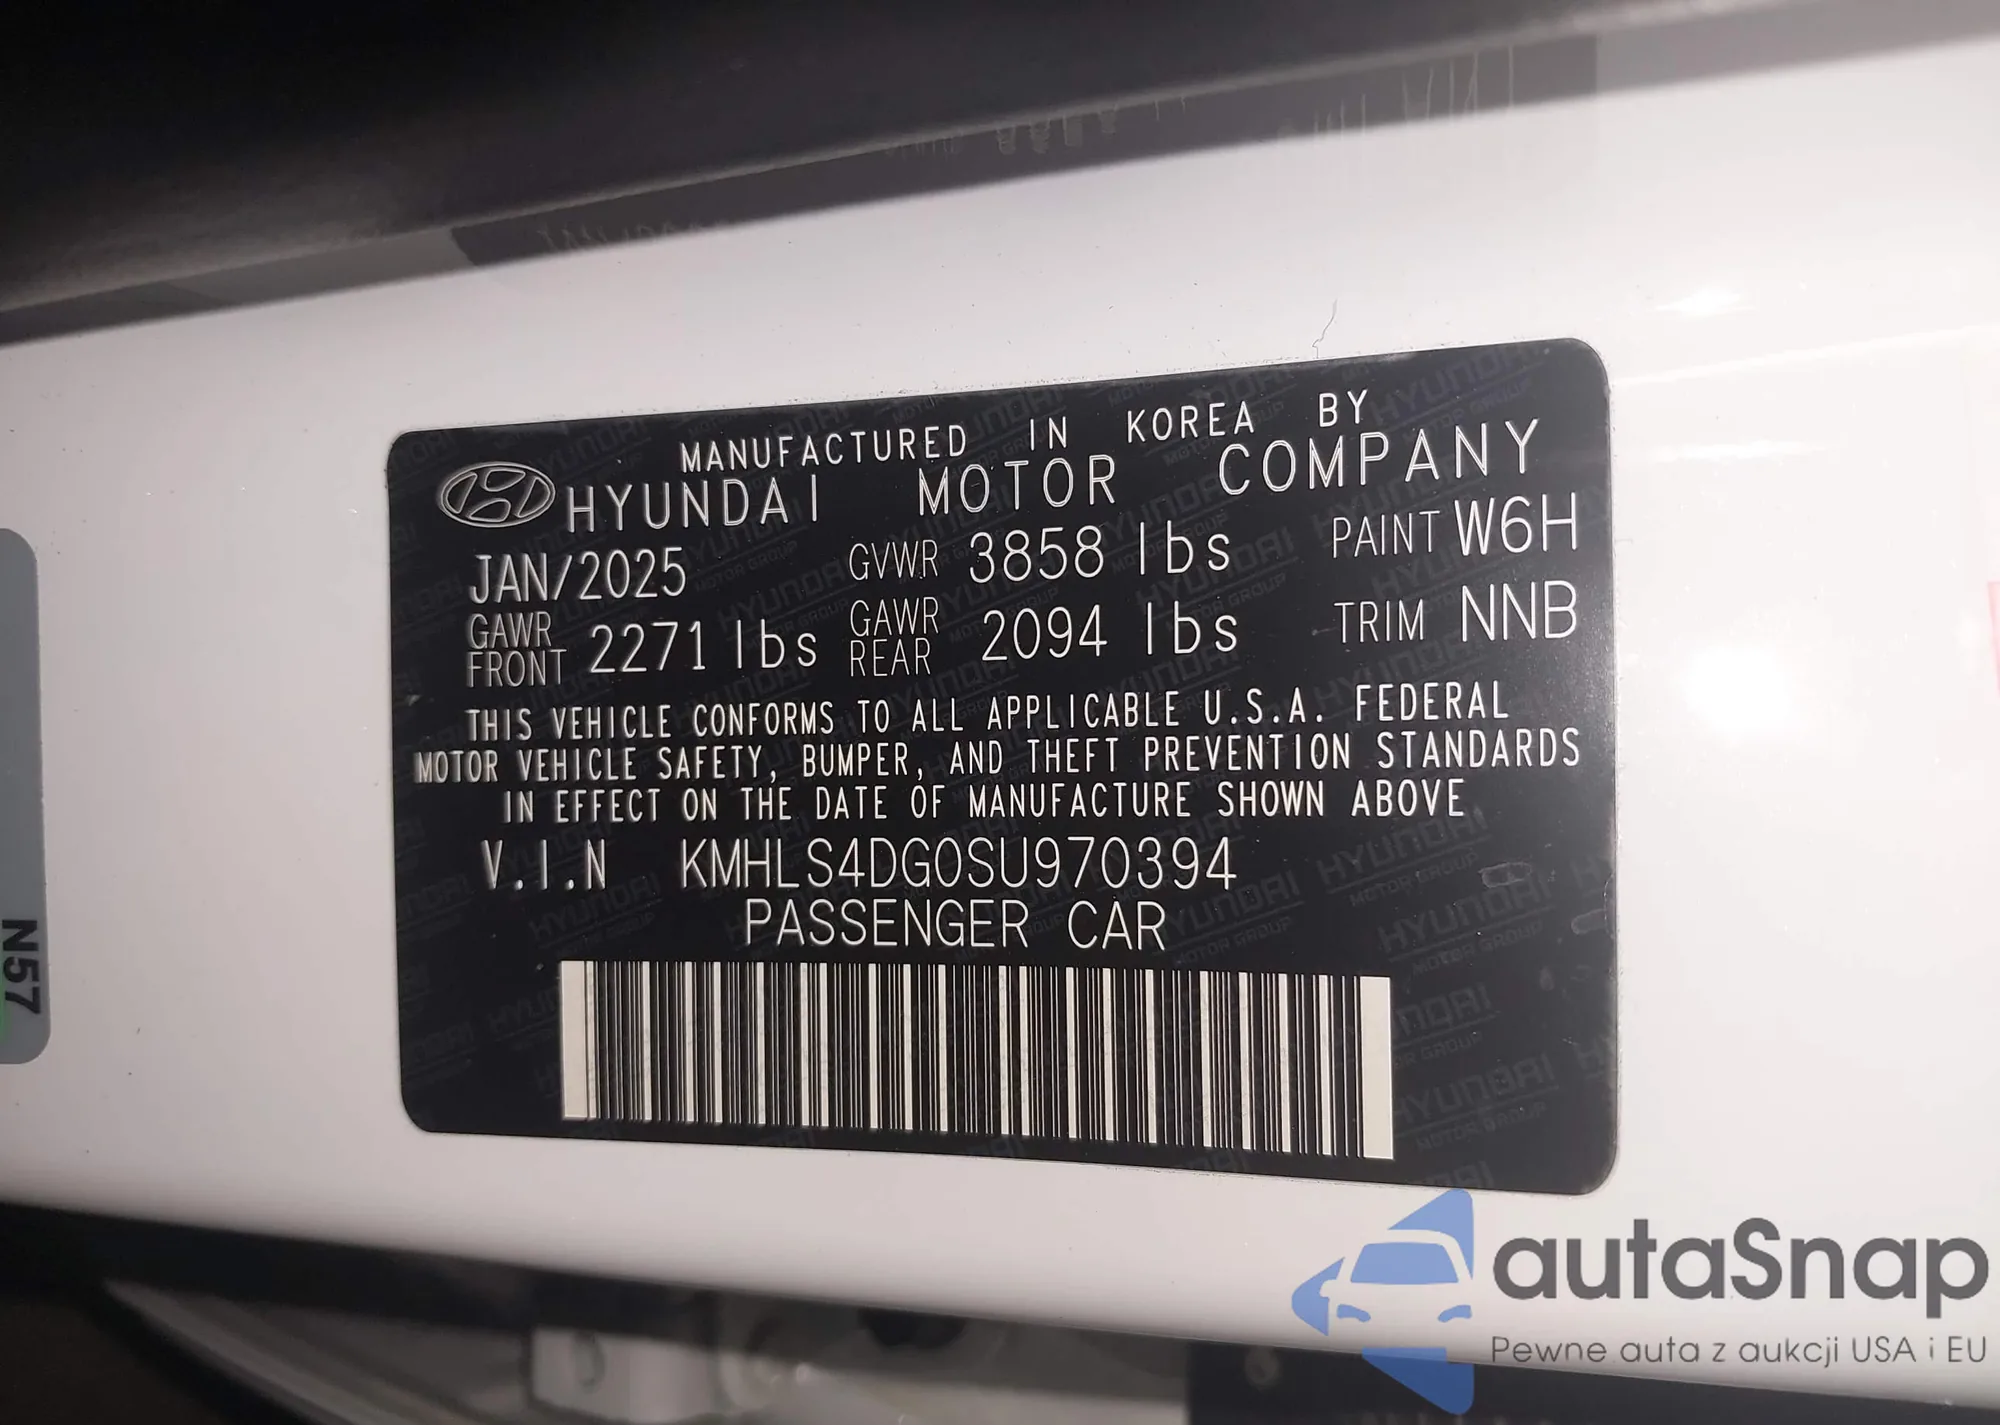 MANUFACTURED IN KOREA BY
HYUNDAI MOTOR COMPANY
JAN/2025 GVWR 3858 lbs PAINT W6H
GAWR FRONT 2271 lbs GAWR REAR 2094 lbs TRIM NNB
THIS VEHICLE CONFORMS TO ALL APPLICABLE U.S.A. FEDERAL
MOTOR VEHICLE SAFETY, BUMPER, AND THEFT PREVENTION STANDARDS
IN EFFECT ON THE DATE OF MANUFACTURE SHOWN ABOVE
V.I.N KMHLS4DG0SU970394
PASSENGER CAR
N57
autaSnap
Pewne auta z aukcji USA i EU